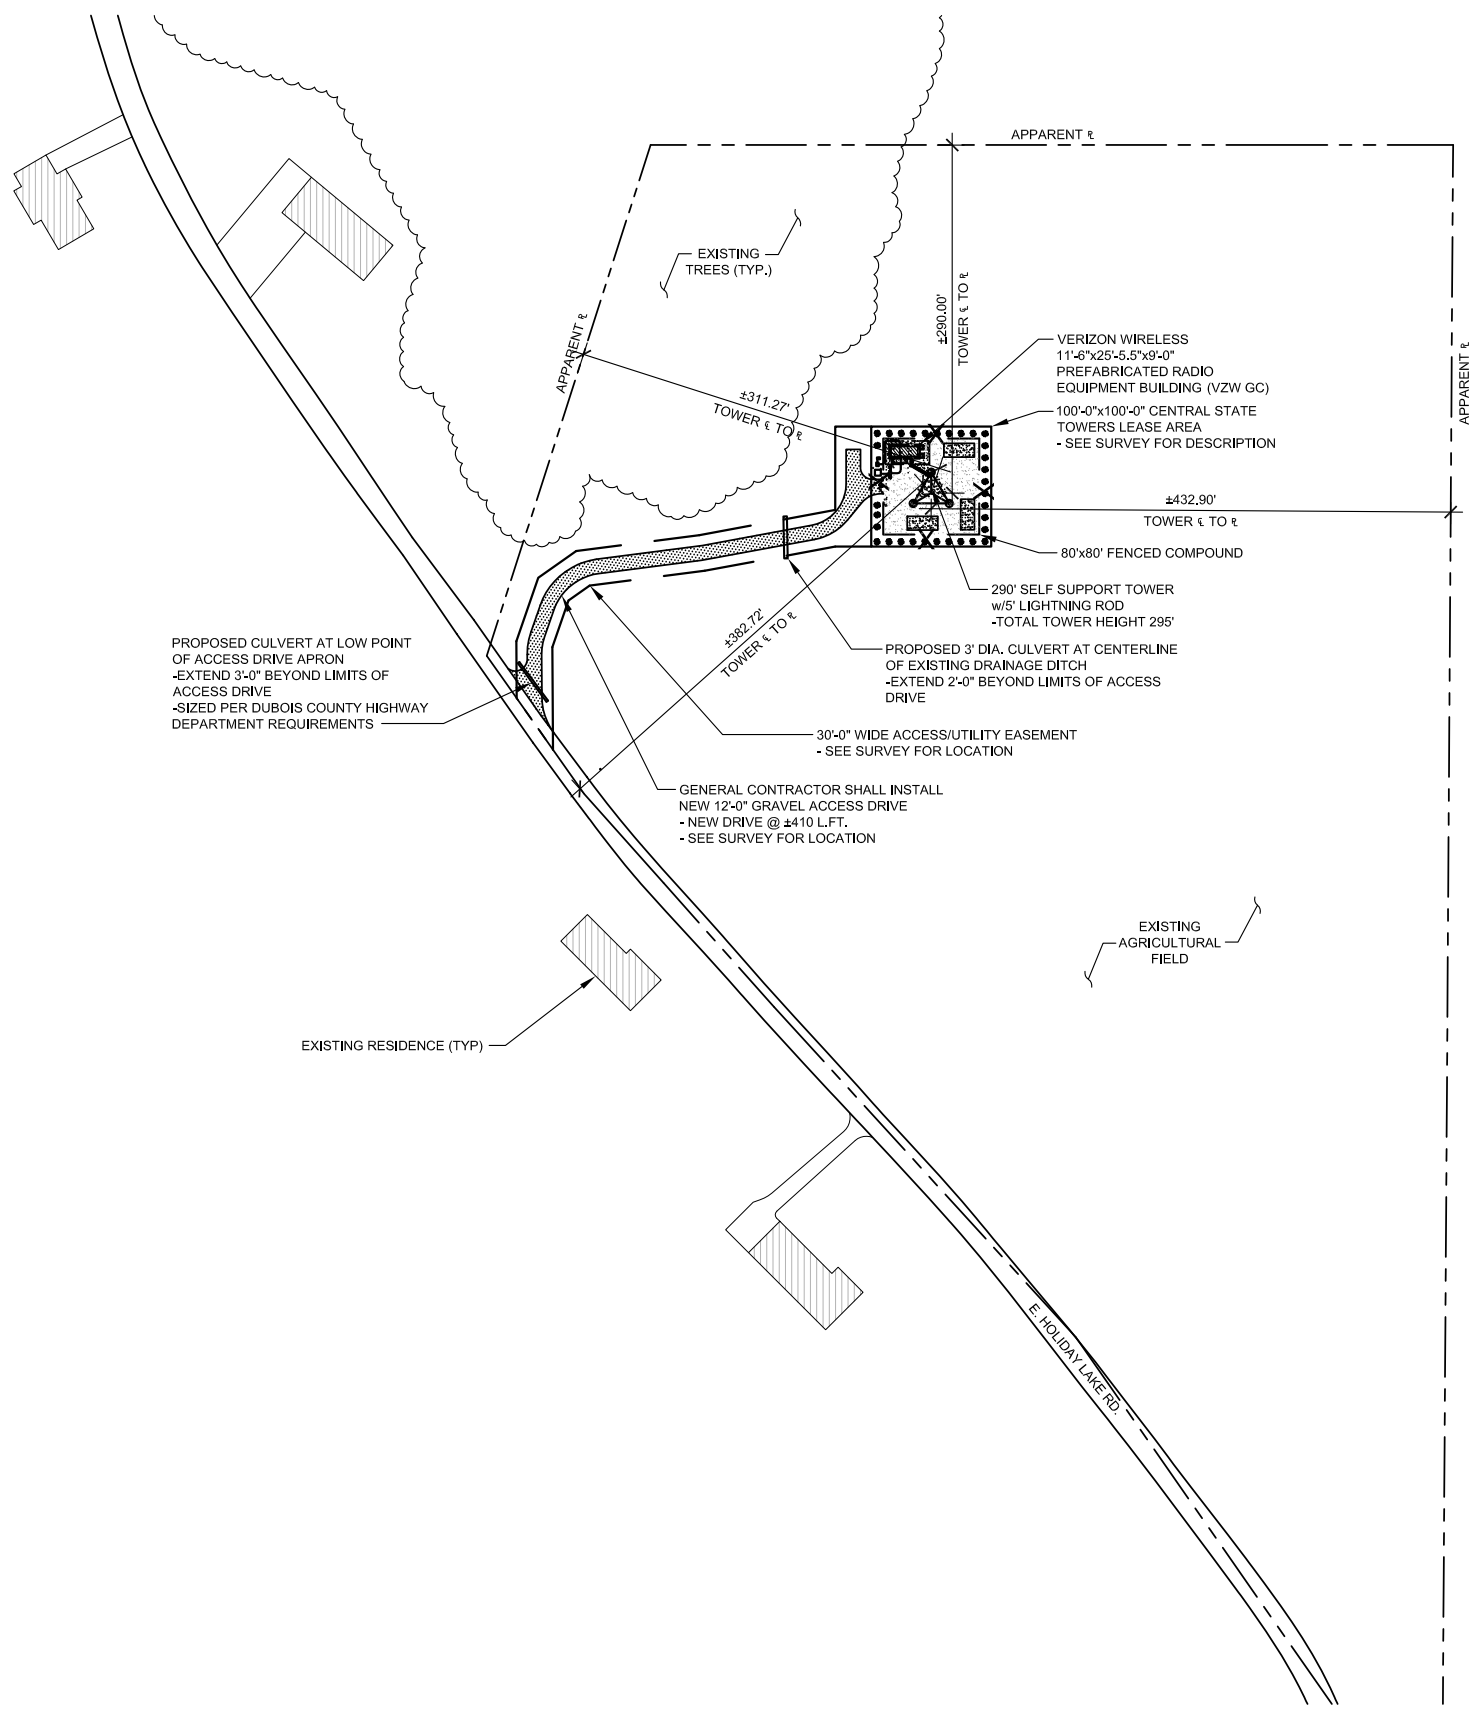 APPARENT ℄
EXISTING
TREES (TYP.)
±290.00'
TOWER ℄ TO ℄
APPARENT ℄
APPARENT ℄
VERIZON WIRELESS
11'-6"x25'-5.5"x9'-0"
PREFABRICATED RADIO
EQUIPMENT BUILDING (VZW GC)
100'-0"x100'-0" CENTRAL STATE
TOWERS LEASE AREA
- SEE SURVEY FOR DESCRIPTION
±311.27'
TOWER ℄ TO ℄
±432.90'
TOWER ℄ TO ℄
80'x80' FENCED COMPOUND
290' SELF SUPPORT TOWER
w/5' LIGHTNING ROD
-TOTAL TOWER HEIGHT 295'
±382.72'
TOWER ℄ TO ℄
PROPOSED CULVERT AT LOW POINT
OF ACCESS DRIVE APRON
-EXTEND 3'-0" BEYOND LIMITS OF
ACCESS DRIVE
-SIZED PER DUBOIS COUNTY HIGHWAY
DEPARTMENT REQUIREMENTS
PROPOSED 3' DIA. CULVERT AT CENTERLINE
OF EXISTING DRAINAGE DITCH
-EXTEND 2'-0" BEYOND LIMITS OF ACCESS
DRIVE
30'-0" WIDE ACCESS/UTILITY EASEMENT
- SEE SURVEY FOR LOCATION
GENERAL CONTRACTOR SHALL INSTALL
NEW 12'-0" GRAVEL ACCESS DRIVE
- NEW DRIVE @ ±410 L.FT.
- SEE SURVEY FOR LOCATION
EXISTING
AGRICULTURAL
FIELD
EXISTING RESIDENCE (TYP)
E. HOLIDAY LAKE RD.